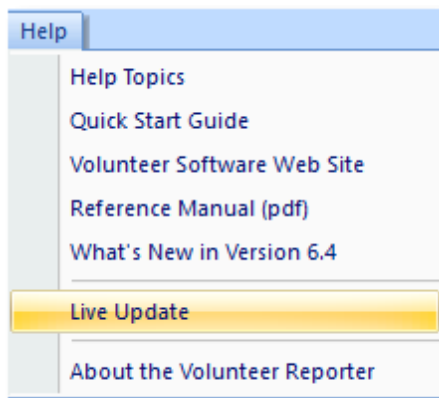 Help
Help Topics
Quick Start Guide
Volunteer Software Web Site
Reference Manual (pdf)
What's New in Version 6.4
Live Update
About the Volunteer Reporter